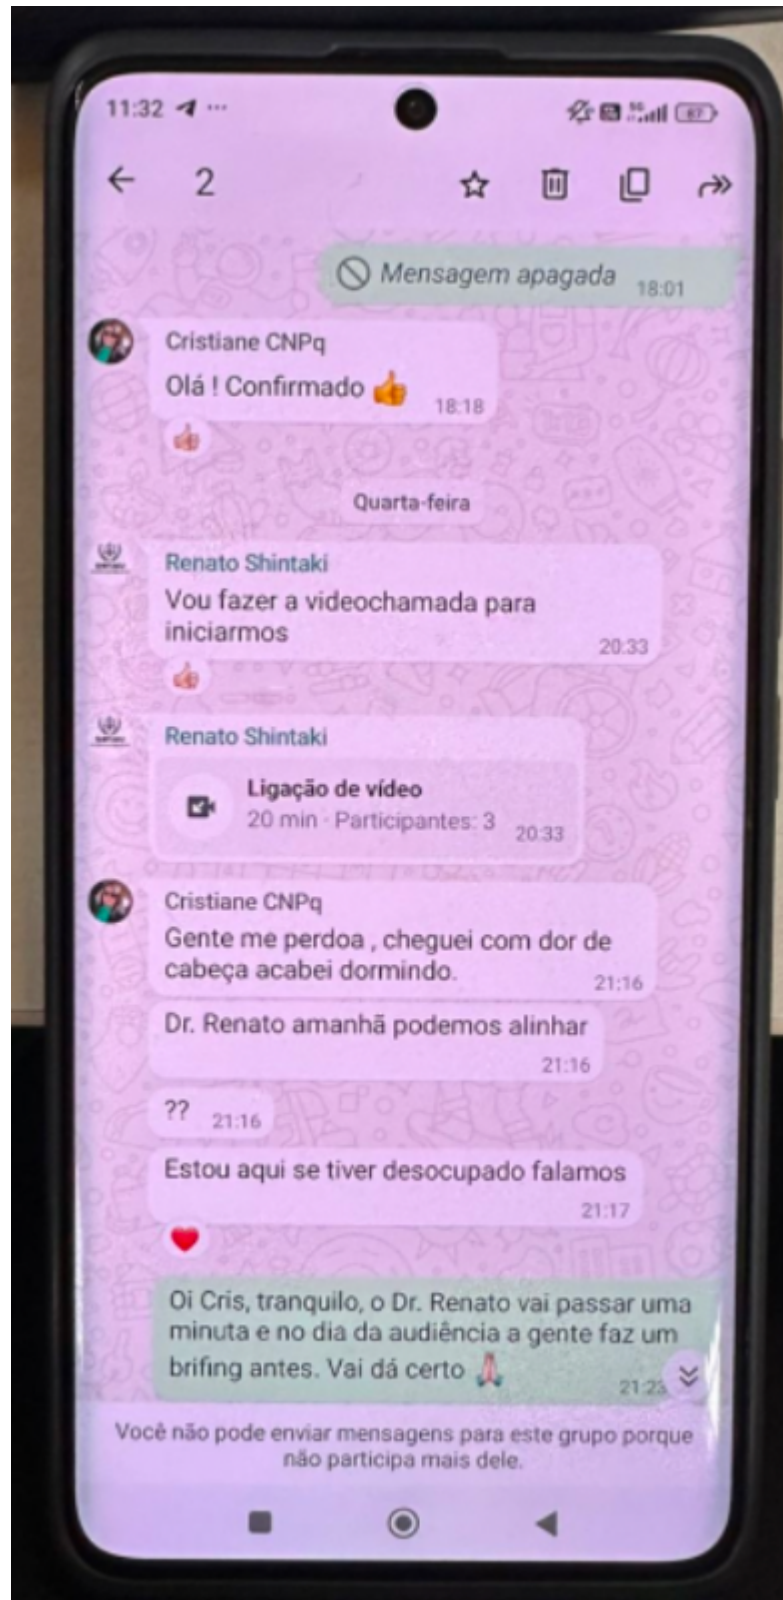 11:32
2
Mensagem apagada 18:01
Cristiane CNPq
Olá ! Confirmado 👍 18:18
Quarta-feira
Renato Shintaki
Vou fazer a videochamada para
iniciarmos 20:33
Renato Shintaki
Ligação de vídeo
20 min · Participantes: 3 20:33
Cristiane CNPq
Gente me perdoa , cheguei com dor de
cabeça acabei dormindo. 21:16
Dr. Renato amanhã podemos alinhar
21:16
?? 21:16
Estou aqui se tiver desocupado falamos
21:17
Oi Cris, tranquilo, o Dr. Renato vai passar uma
minuta e no dia da audiência a gente faz um
brifing antes. Vai dá certo 🙏 21:23
Você não pode enviar mensagens para este grupo porque
não participa mais dele.